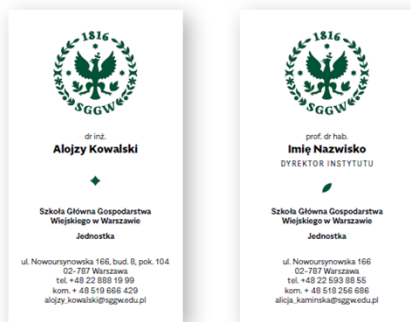 1816
SGGW
dr inż.
Alojzy Kowalski
Szkoła Główna Gospodarstwa
Wiejskiego w Warszawie
Jednostka
ul. Nowoursynowska 166, bud. 8, pok. 104
02-787 Warszawa
tel. +48 22 888 19 99
kom. + 48 519 666 429
alojzy_kowalski@sggw.edu.pl
1816
SGGW
prof. dr hab.
Imię Nazwisko
DYREKTOR INSTYTUTU
Szkoła Główna Gospodarstwa
Wiejskiego w Warszawie
Jednostka
ul. Nowoursynowska 166
02-787 Warszawa
tel. +48 22 593 88 55
kom. + 48 518 256 686
alicja_kaminska@sggw.edu.pl